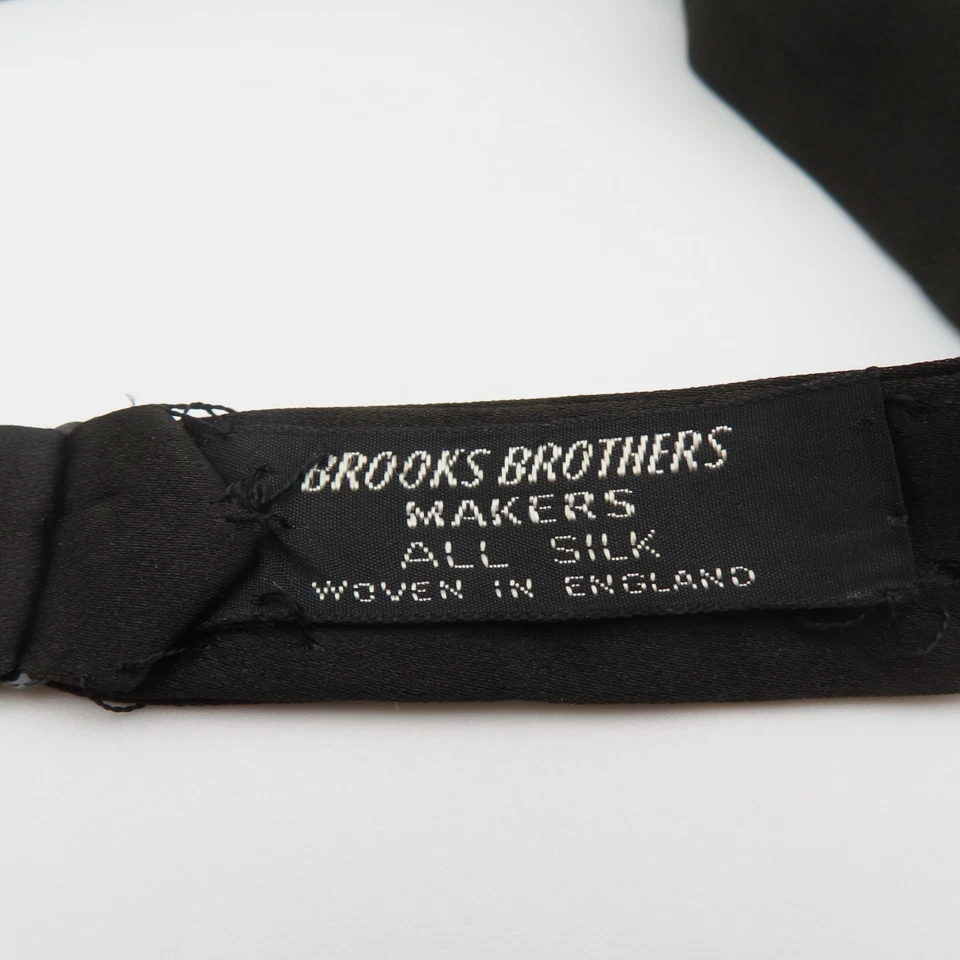 BROOKS BROTHERS
MAKERS
ALL SILK
WOVEN IN ENGLAND